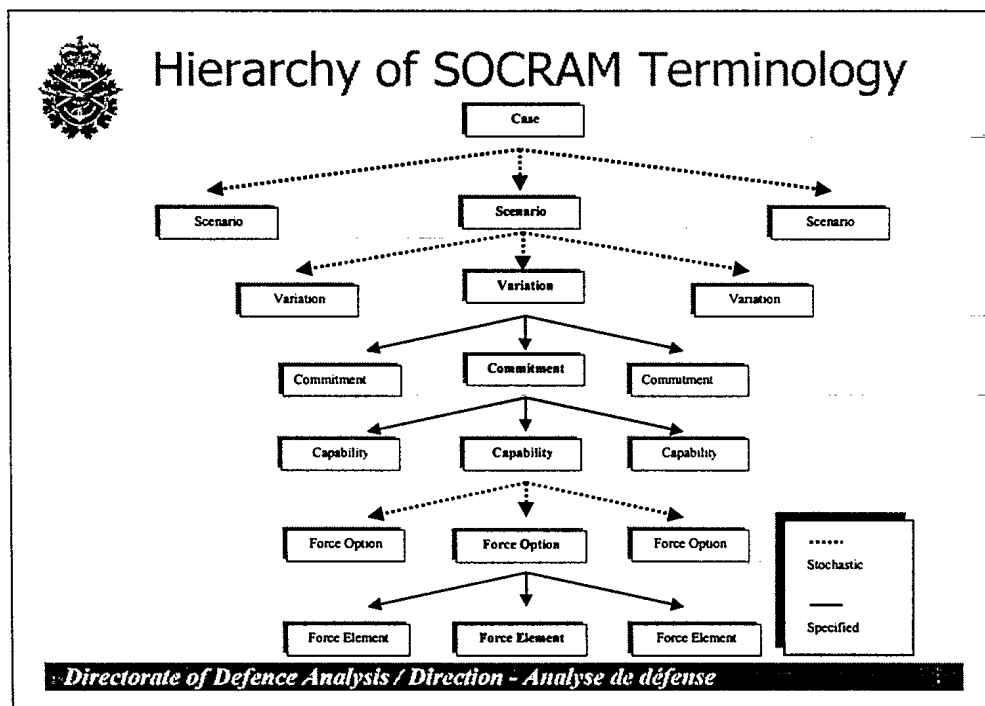 Hierarchy of SOCRAM Terminology
Case
Scenario Scenario Scenario
Variation Variation Variation
Commitment Commitment Commitment
Capability Capability Capability
Force Option Force Option Force Option
Force Element Force Element Force Element
Stochastic
Specified
Directorate of Defence Analysis / Direction - Analyse de défense